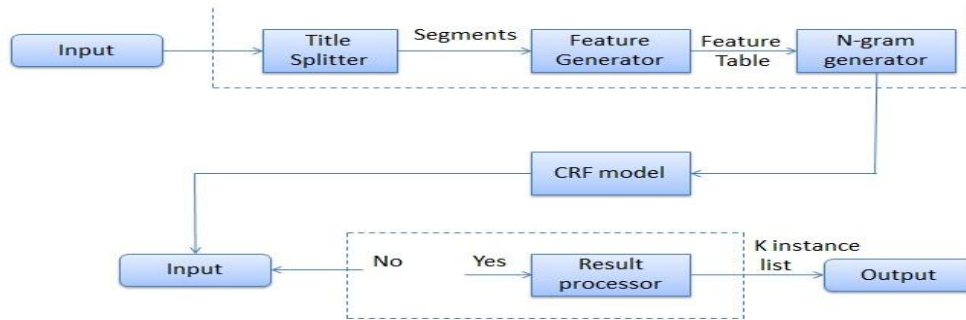 Input
Title
Splitter
Segments
Feature
Generator
Feature
Table
N-gram
generator
CRF model
Input
No
Yes
Result
processor
K instance
list
Output